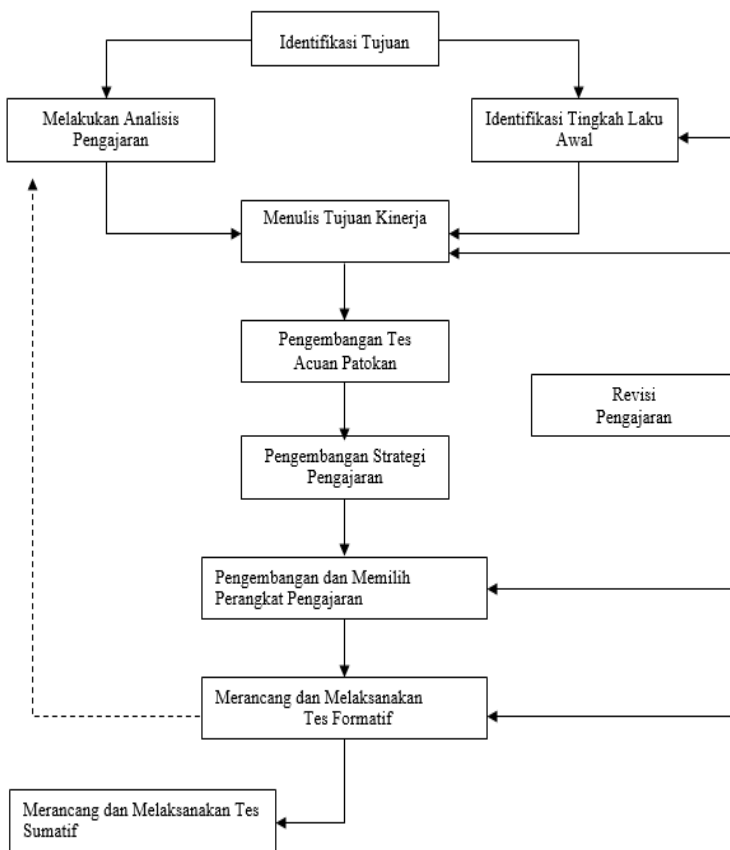 Identifikasi Tujuan
Melakukan Analisis
Pengajaran
Identifikasi Tingkah Laku
Awal
Menulis Tujuan Kinerja
Pengembangan Tes
Acuan Patokan
Revisi
Pengajaran
Pengembangan Strategi
Pengajaran
Pengembangan dan Memilih
Perangkat Pengajaran
Merancang dan Melaksanakan
Tes Formatif
Merancang dan Melaksanakan Tes
Sumatif